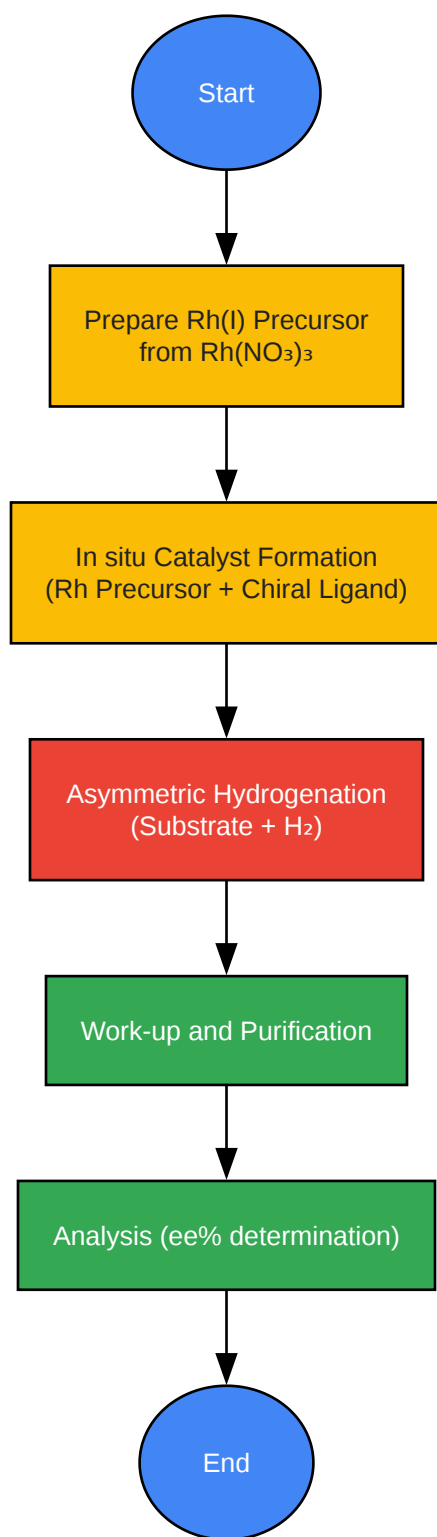 Start
Prepare Rh(I) Precursor
from Rh(NO₃)₃
In situ Catalyst Formation
(Rh Precursor + Chiral Ligand)
Asymmetric Hydrogenation
(Substrate + H₂)
Work-up and Purification
Analysis (ee% determination)
End